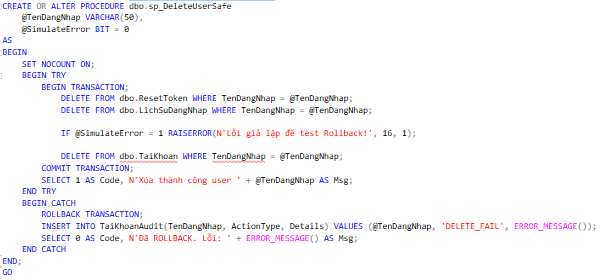 CREATE OR ALTER PROCEDURE dbo.sp_DeleteUserSafe
    @TenDangNhap VARCHAR(50),
    @SimulateError BIT = 0
AS
BEGIN
    SET NOCOUNT ON;
    BEGIN TRY
        BEGIN TRANSACTION;
            DELETE FROM dbo.ResetToken WHERE TenDangNhap = @TenDangNhap;
            DELETE FROM dbo.LichSuDangNhap WHERE TenDangNhap = @TenDangNhap;

            IF @SimulateError = 1 RAISERROR(N'Lỗi giả lập để test Rollback!', 16, 1);

            DELETE FROM dbo.TaiKhoan WHERE TenDangNhap = @TenDangNhap;
        COMMIT TRANSACTION;
        SELECT 1 AS Code, N'Xóa thành công user ' + @TenDangNhap AS Msg;
    END TRY
    BEGIN CATCH
        ROLLBACK TRANSACTION;
        INSERT INTO TaiKhoanAudit(TenDangNhap, ActionType, Details) VALUES (@TenDangNhap, 'DELETE_FAIL', ERROR_MESSAGE());
        SELECT 0 AS Code, N'Đã ROLLBACK. Lỗi: ' + ERROR_MESSAGE() AS Msg;
    END CATCH
END;
GO